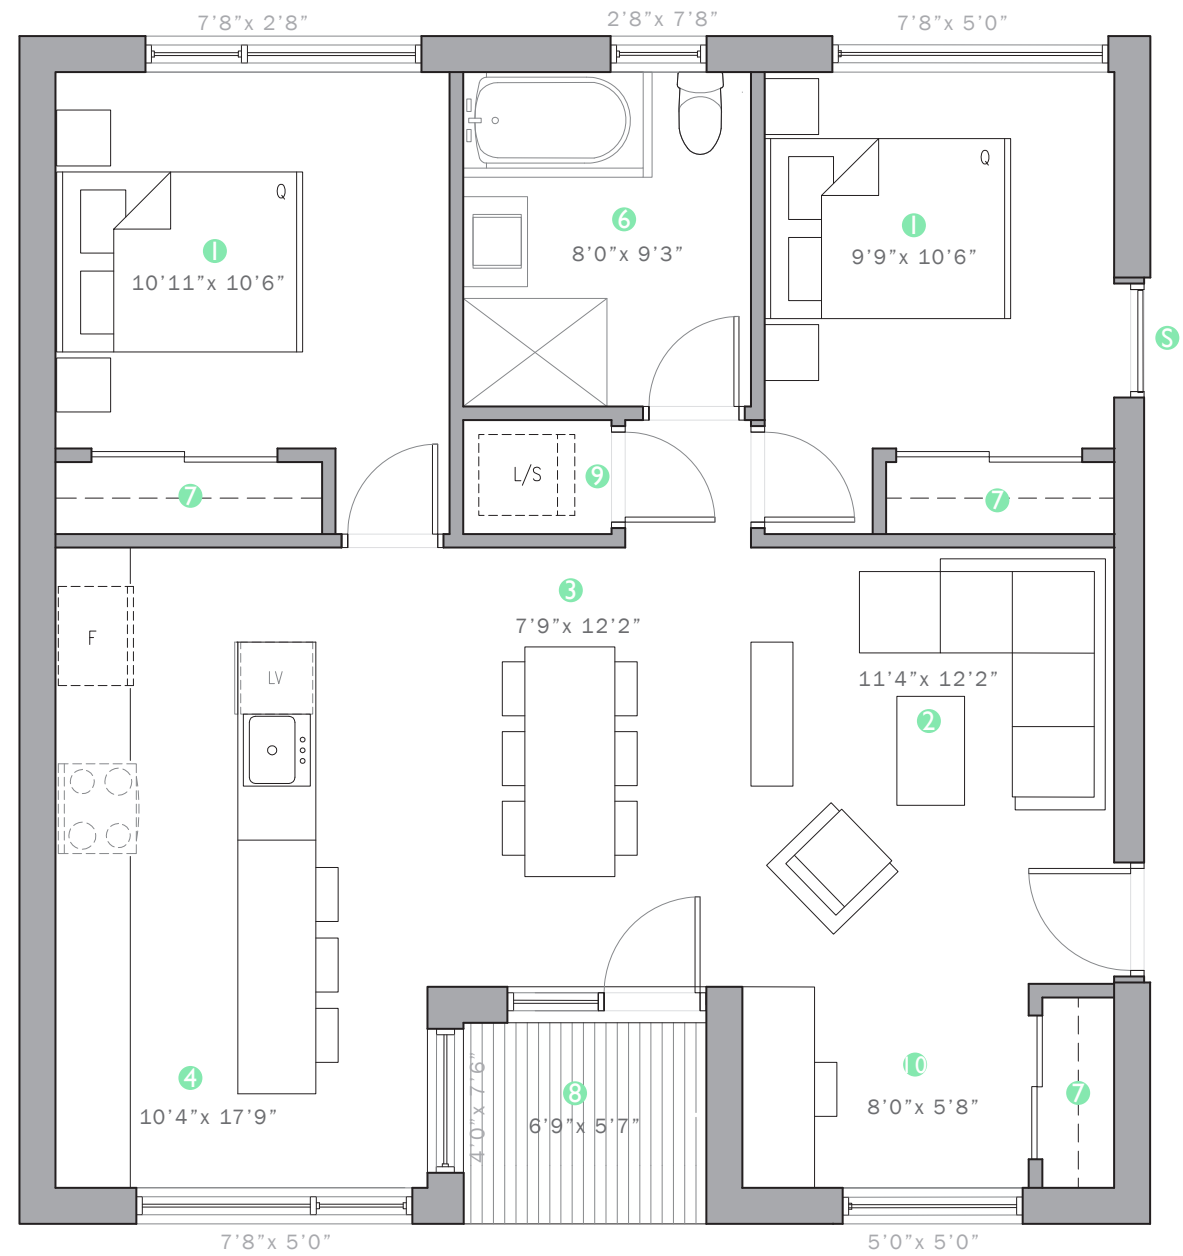 7’8”x 2’8”
2’8”x 7’8”
7’8”x 5’0”
Q
Q
1
10’11”x 10’6”
6
8’0”x 9’3”
1
9’9”x 10’6”
S
7
L/S
9
7
3
7’9”x 12’2”
F
LV
11’4”x 12’2”
2
4
10’4”x 17’9”
4’0”x 7’6”
8
6’9”x 5’7”
10
8’0”x 5’8”
7
7’8”x 5’0”
5’0”x 5’0”